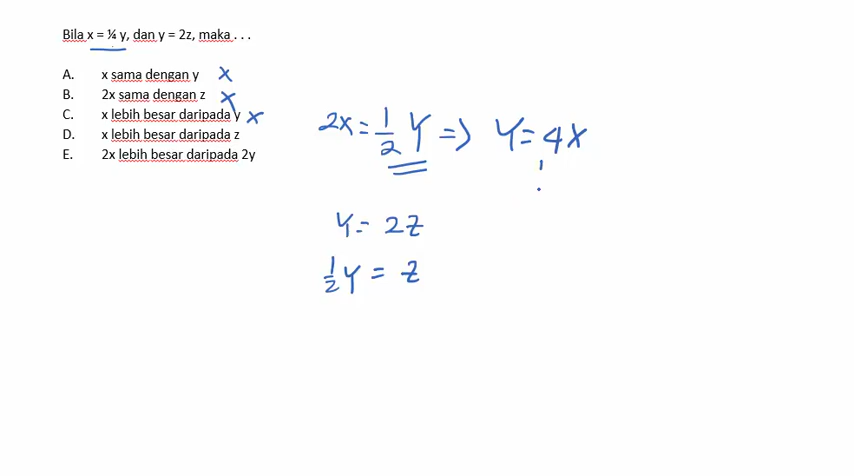 Bila x = ¼ y, dan y = 2z, maka . . .
A. x sama dengan y x
B. 2x sama dengan z x
C. x lebih besar daripada y x
D. x lebih besar daripada z
E. 2x lebih besar daripada 2y
2x = 1/2 Y => Y = 4x
Y = 2z
1/2 Y = z